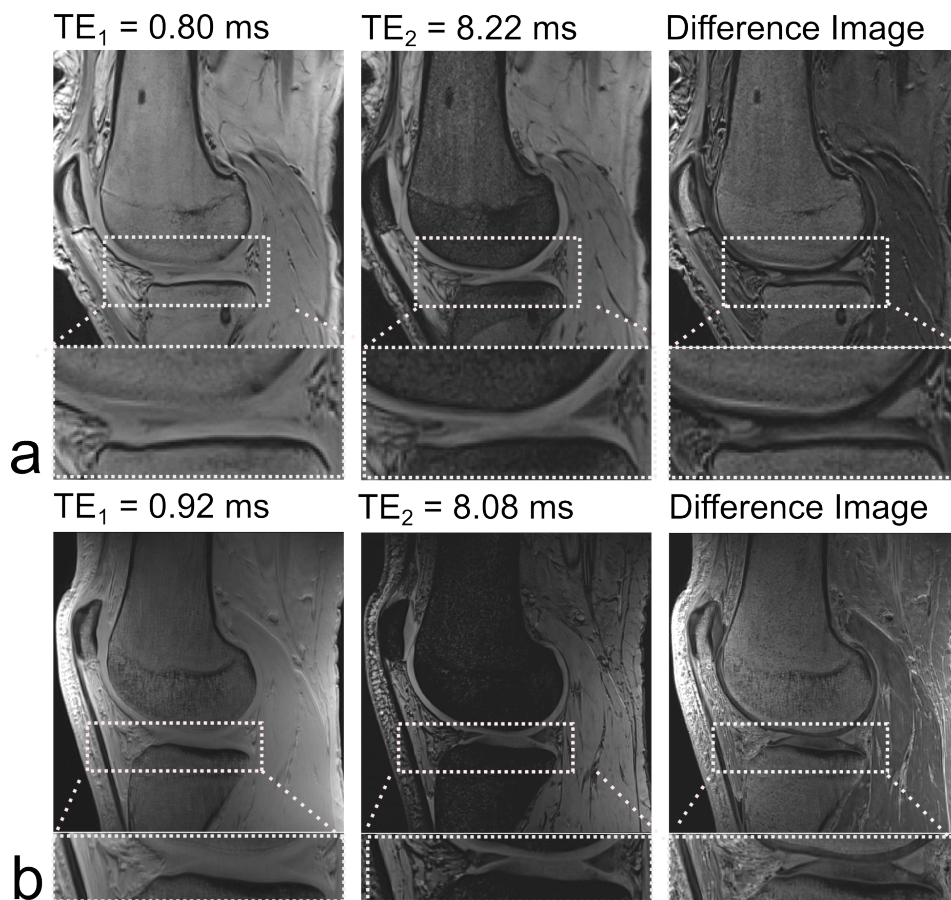 TE₁ = 0.80 ms TE₂ = 8.22 ms Difference Image
a
TE₁ = 0.92 ms TE₂ = 8.08 ms Difference Image
b